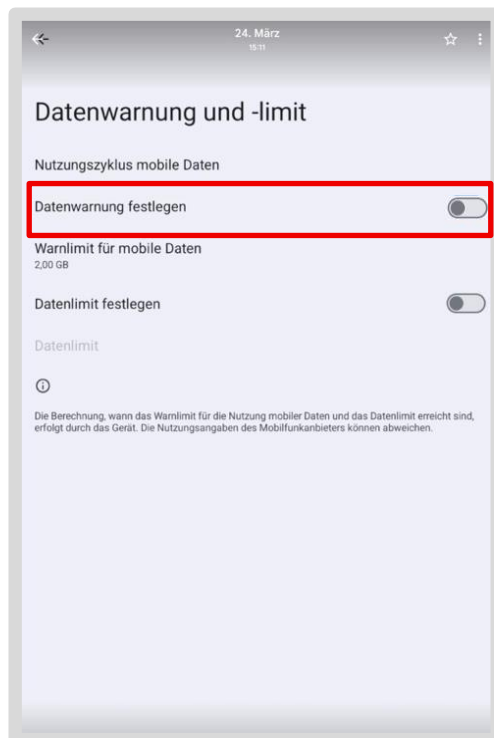 24. März
15:11
Datenwarnung und -limit
Nutzungszyklus mobile Daten
Datenwarnung festlegen
Warnlimit für mobile Daten
2,00 GB
Datenlimit festlegen
Datenlimit
Die Berechnung, wann das Warnlimit für die Nutzung mobiler Daten und das Datenlimit erreicht sind,
erfolgt durch das Gerät. Die Nutzungsangaben des Mobilfunkanbieters können abweichen.